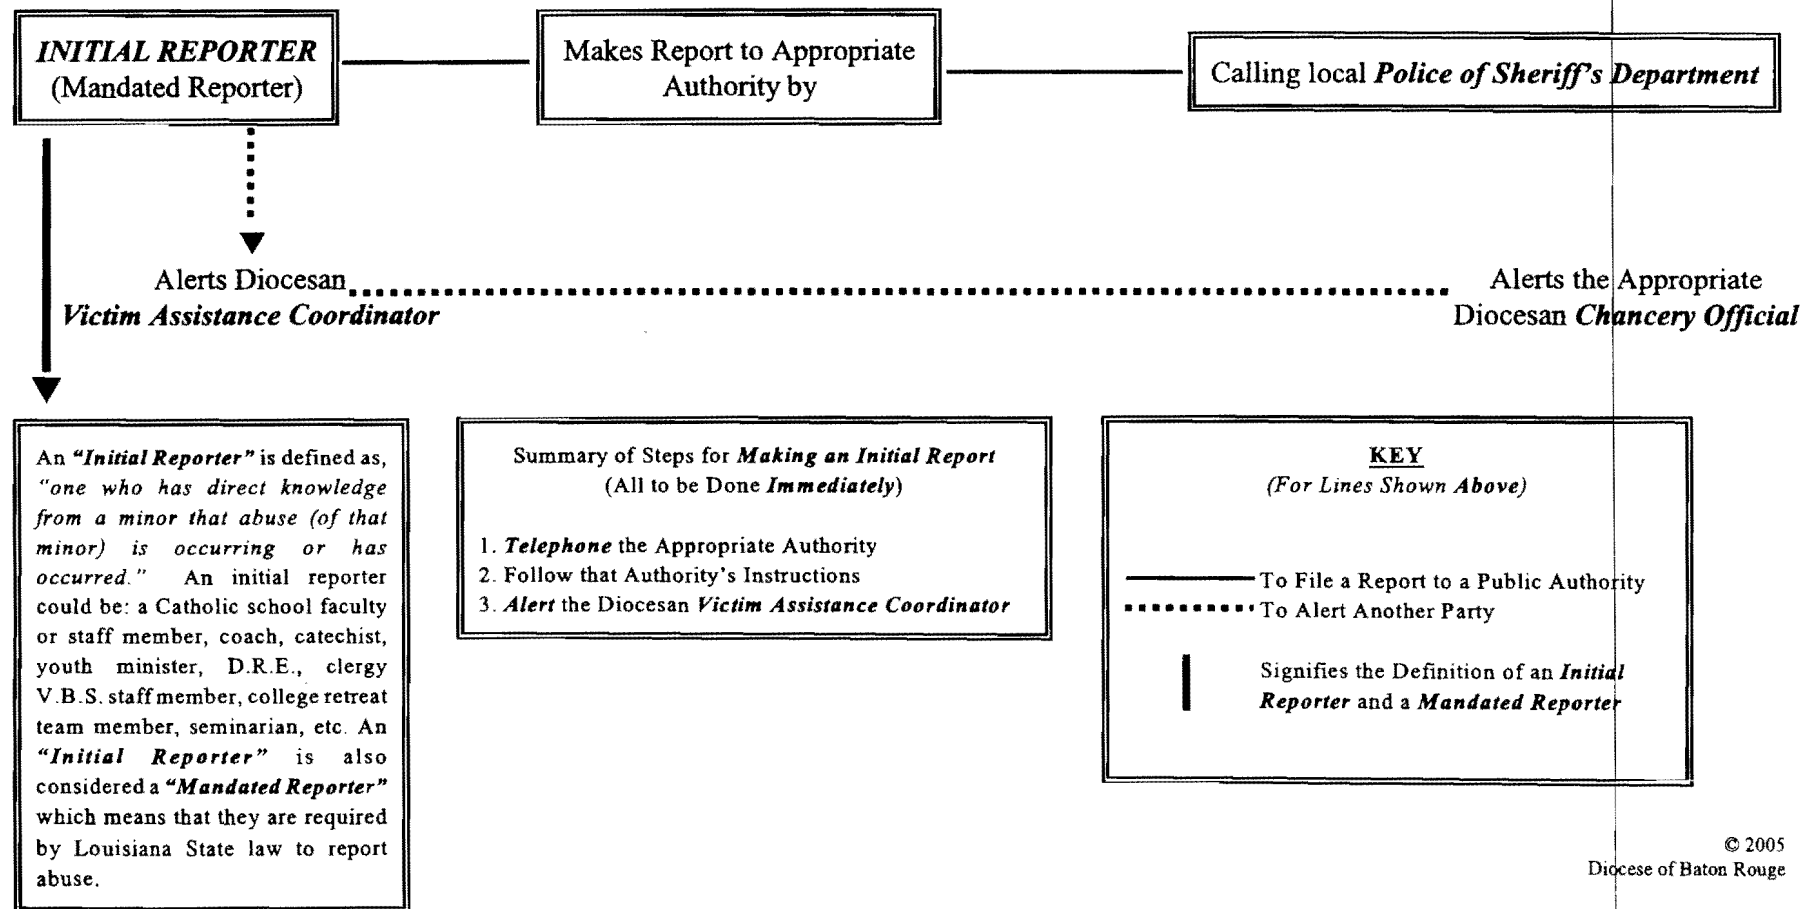 INITIAL REPORTER
(Mandated Reporter)
Makes Report to Appropriate
Authority by
Calling local Police of Sheriff's Department
Alerts Diocesan
Victim Assistance Coordinator
Alerts the Appropriate
Diocesan Chancery Official
An "Initial Reporter" is defined as,
"one who has direct knowledge
from a minor that abuse (of that
minor) is occurring or has
occurred." An initial reporter
could be: a Catholic school faculty
or staff member, coach, catechist,
youth minister, D.R.E., clergy
V.B.S. staff member, college retreat
team member, seminarian, etc. An
"Initial Reporter" is also
considered a "Mandated Reporter"
which means that they are required
by Louisiana State law to report
abuse.
Summary of Steps for Making an Initial Report
(All to be Done Immediately)
1. Telephone the Appropriate Authority
2. Follow that Authority's Instructions
3. Alert the Diocesan Victim Assistance Coordinator
KEY
(For Lines Shown Above)
To File a Report to a Public Authority
To Alert Another Party
Signifies the Definition of an Initial
Reporter and a Mandated Reporter
© 2005
Diocese of Baton Rouge